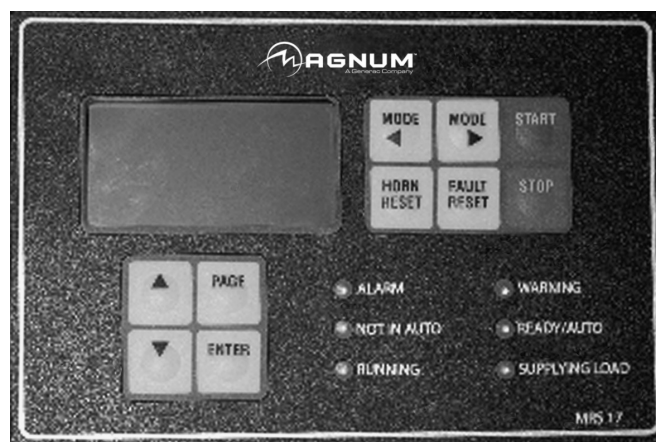 MAGNUM
A Generac Company
MODE
MODE
START
HORN RESET
FAULT RESET
STOP
PAGE
ENTER
ALARM
WARNING
NOT IN AUTO
READY/AUTO
RUNNING
SUPPLYING LOAD
MRS 17